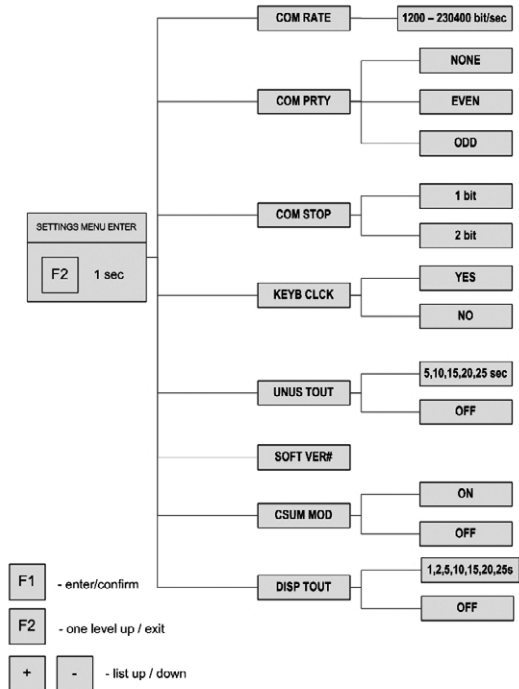 COM RATE
1200 – 230400 bit/sec
COM PRTY
NONE
EVEN
ODD
COM STOP
1 bit
2 bit
SETTINGS MENU ENTER
F2 1 sec
KEYB CLCK
YES
NO
UNUS TOUT
5,10,15,20,25 sec
OFF
SOFT VER#
CSUM MOD
ON
OFF
DISP TOUT
1,2,5,10,15,20,25s
OFF
F1 - enter/confirm
F2 - one level up / exit
+ - - list up / down